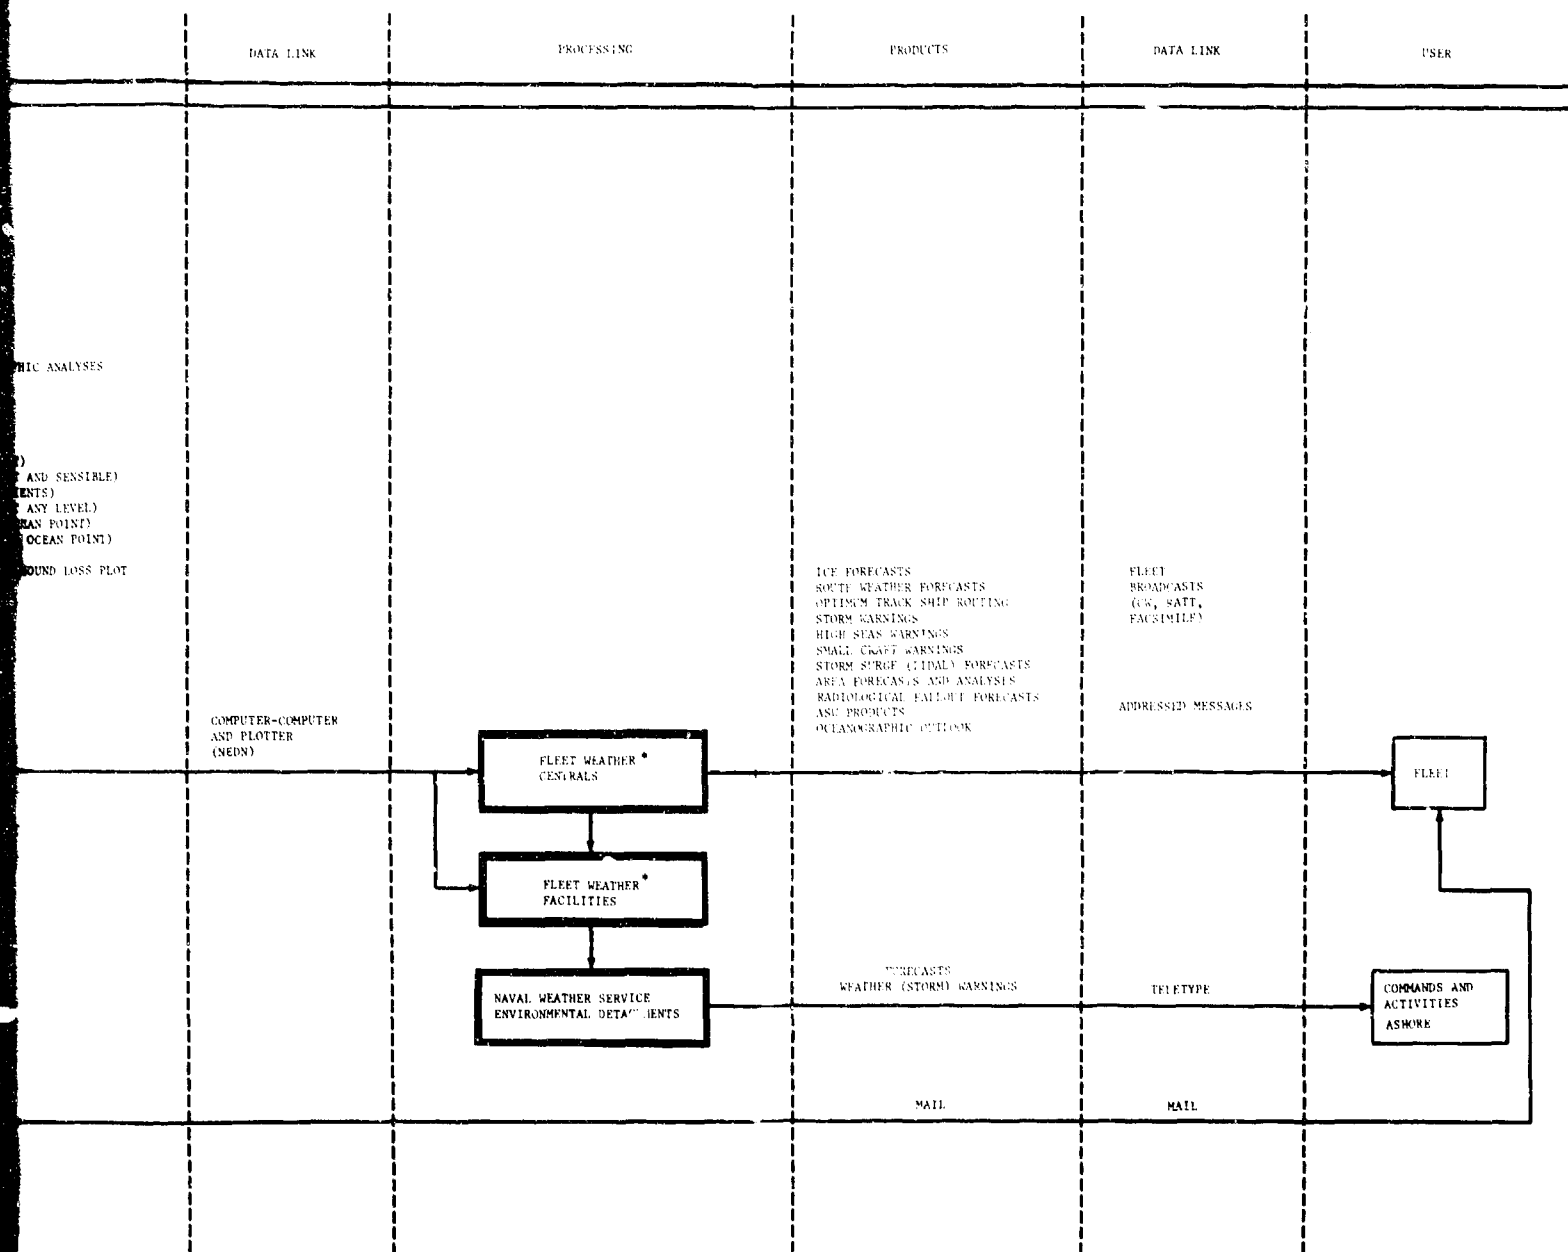 DATA LINK
PROCESSING
PRODUCTS
DATA LINK
USER
HIC ANALYSES
AND SENSIBLE)
ENTS)
ANY LEVEL)
EAN POINT)
OCEAN POINT)
OUND LOSS PLOT
COMPUTER-COMPUTER
AND PLOTTER
(NEDN)
FLEET WEATHER *
CENTRALS
FLEET WEATHER *
FACILITIES
NAVAL WEATHER SERVICE
ENVIRONMENTAL DETACHMENTS
ICE FORECASTS
ROUTE WEATHER FORECASTS
OPTIMUM TRACK SHIP ROUTING
STORM WARNINGS
HIGH SEAS WARNINGS
SMALL CRAFT WARNINGS
STORM SURGE (TIDAL) FORECASTS
AREA FORECASTS AND ANALYSIS
RADIOLOGICAL FALLOUT FORECASTS
PRODUCTS
OCEANOGRAPHIC OUTLOOK
FORECASTS
WEATHER (STORM) WARNINGS
MAIL
FLEET
BROADCASTS
(CW, RATT,
FACSIMILE)
ADDRESSED MESSAGES
TELETYPE
MAIL
FLEET
COMMANDS AND
ACTIVITIES
ASHORE